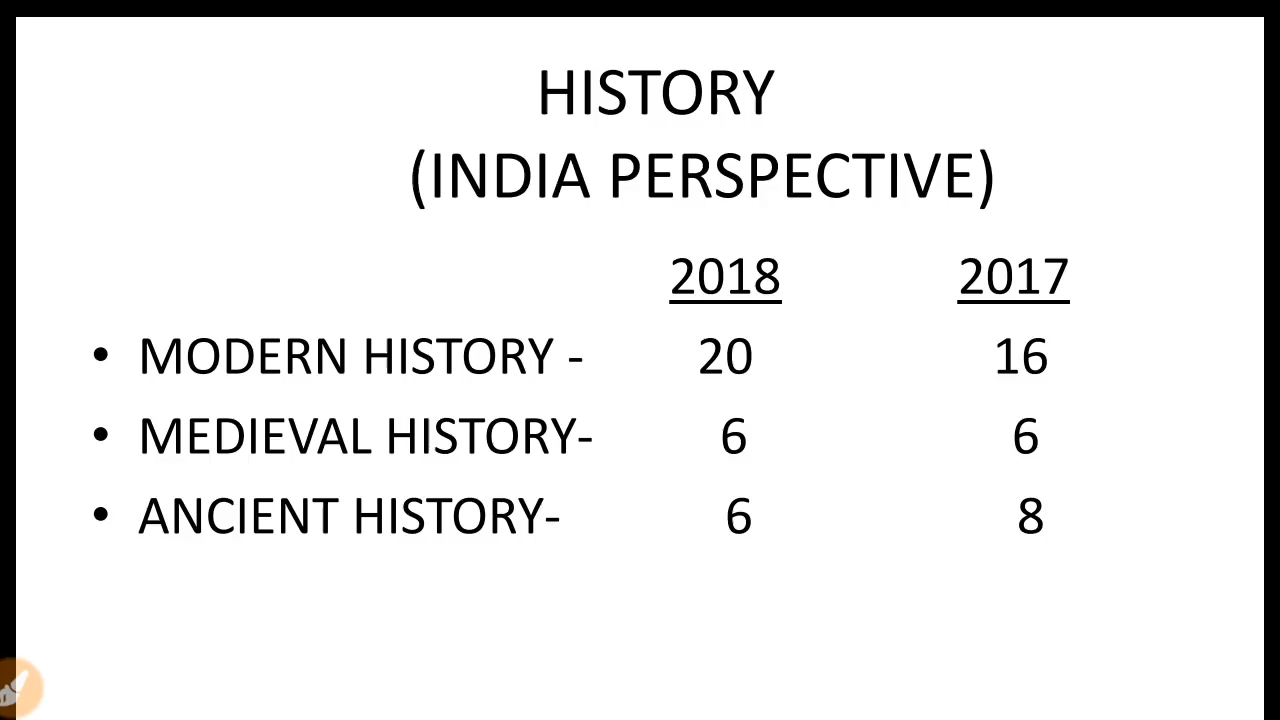 HISTORY
(INDIA PERSPECTIVE)
2018 2017
• MODERN HISTORY - 20 16
• MEDIEVAL HISTORY- 6 6
• ANCIENT HISTORY- 6 8